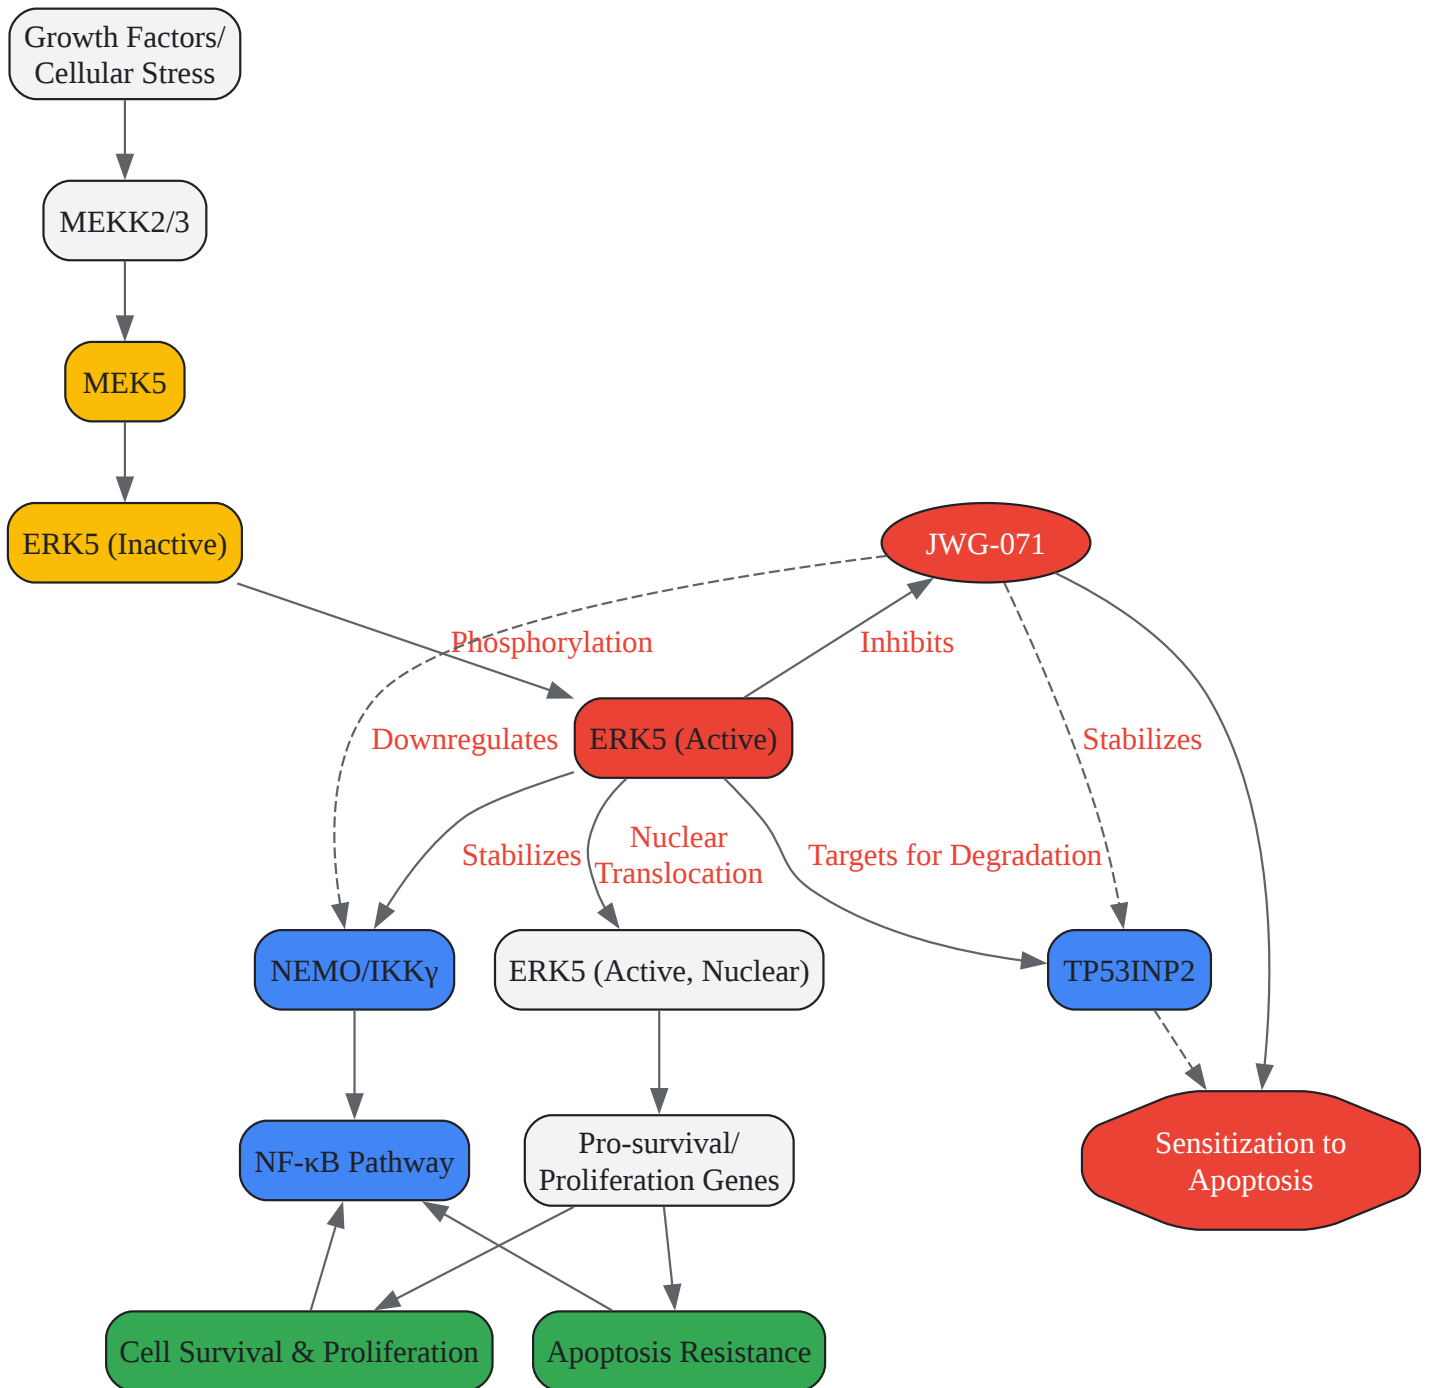 Growth Factors/
Cellular Stress
MEKK2/3
MEK5
ERK5 (Inactive)
JWG-071
Phosphorylation
Inhibits
Downregulates
ERK5 (Active)
Stabilizes
Stabilizes
Nuclear
Translocation
Targets for Degradation
NEMO/IKKγ
ERK5 (Active, Nuclear)
TP53INP2
NF-κB Pathway
Pro-survival/
Proliferation Genes
Sensitization to
Apoptosis
Cell Survival & Proliferation
Apoptosis Resistance